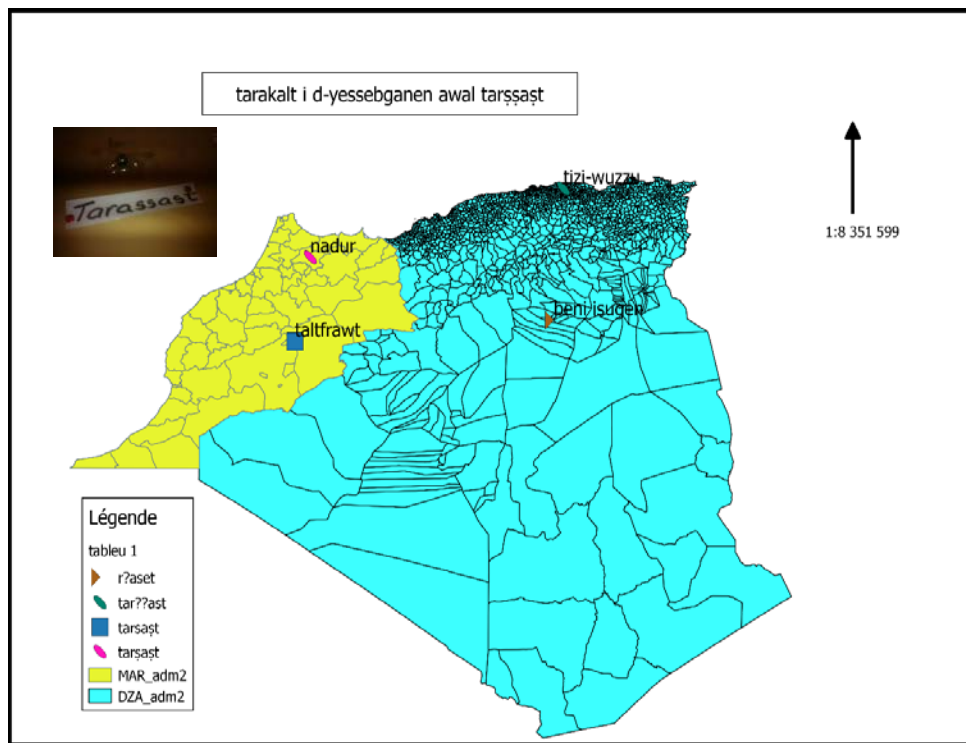 tarakalt i d-yessebganen awal tarṣṣaṣt
Tarassast
tizi-wuzzu
1:8 351 599
nadur
beni isugen
taltfrawt
Légende
tableu 1
r?aset
tar??ast
tarsaṣt
tarṣaṣt
MAR_adm2
DZA_adm2